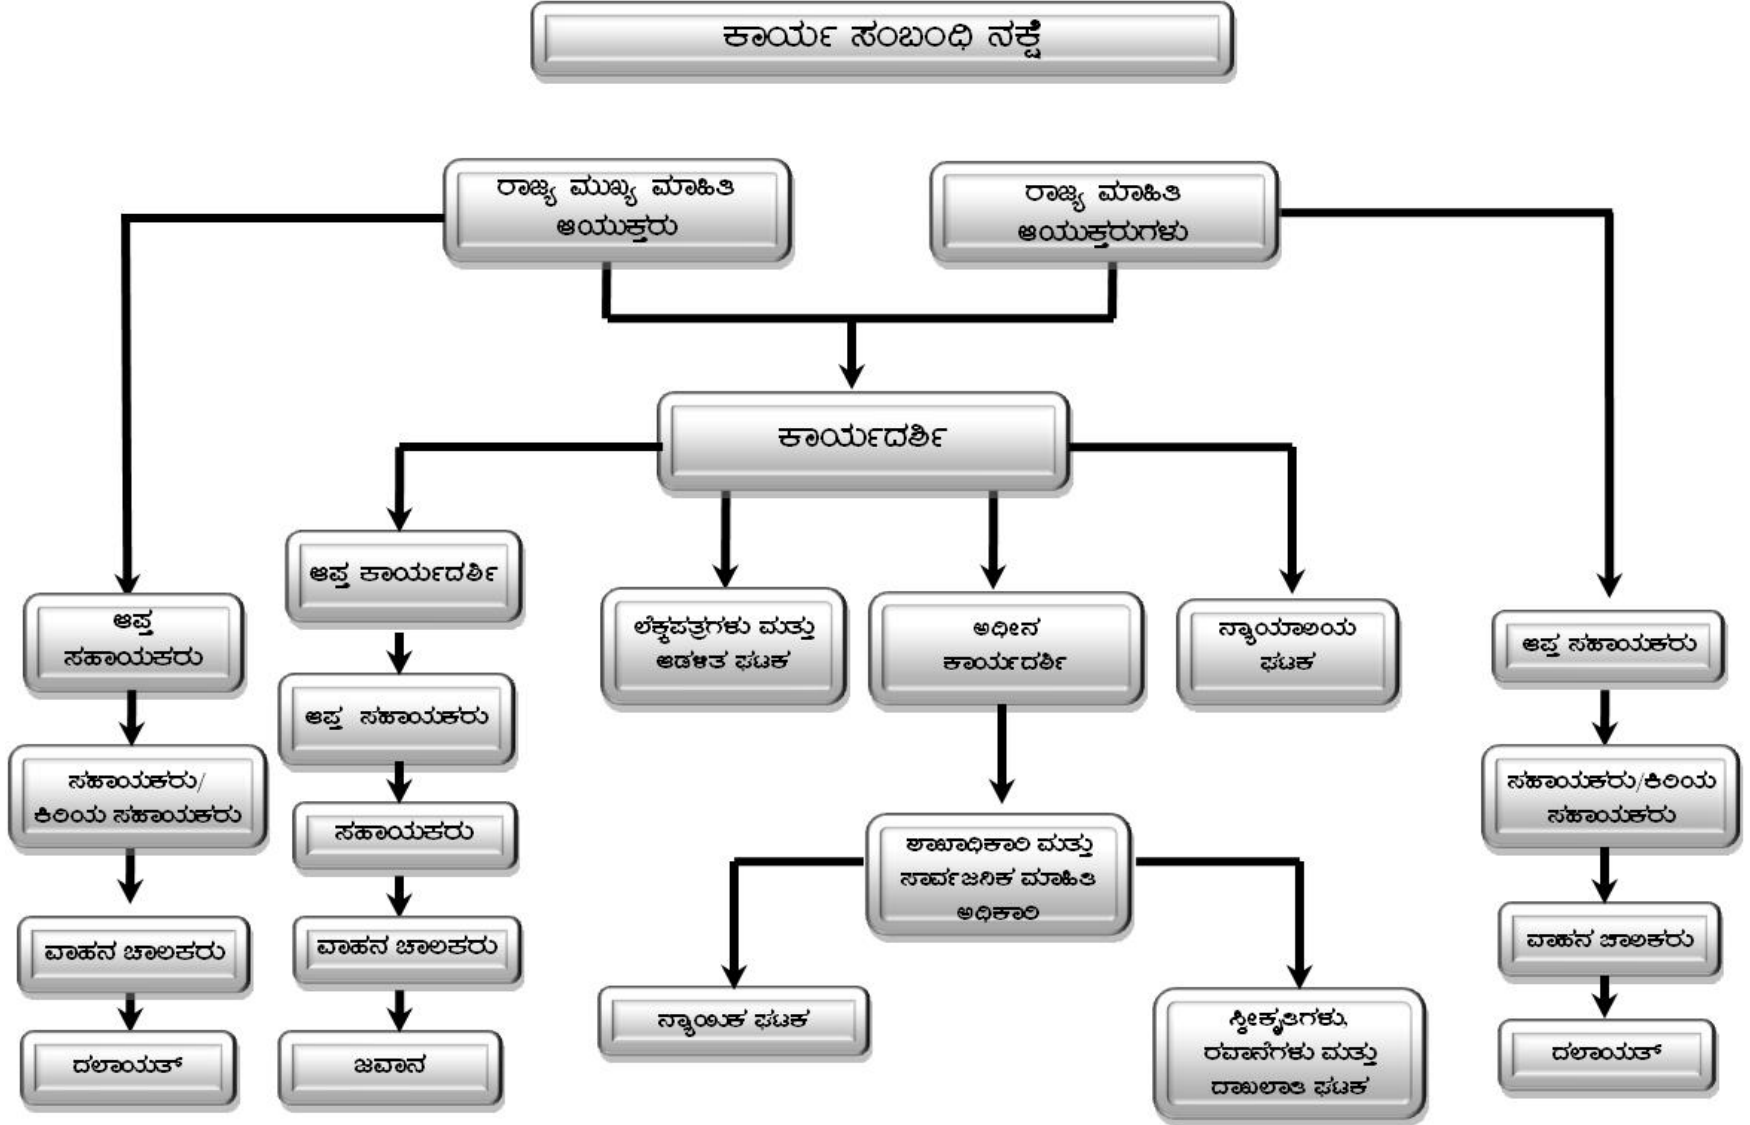 ಕಾರ್ಯ ಸಂಬಂಧಿ ನಕ್ಷೆ
ರಾಜ್ಯ ಮುಖ್ಯ ಮಾಹಿತಿ
ಆಯುಕ್ತರು
ರಾಜ್ಯ ಮಾಹಿತಿ
ಆಯುಕ್ತರುಗಳು
ಕಾರ್ಯದರ್ಶಿ
ಆಪ್ತ
ಸಹಾಯಕರು
ಸಹಾಯಕರು/
ಕಿರಿಯ ಸಹಾಯಕರು
ವಾಹನ ಚಾಲಕರು
ದಲಾಯತ್
ಆಪ್ತ ಕಾರ್ಯದರ್ಶಿ
ಆಪ್ತ ಸಹಾಯಕರು
ಸಹಾಯಕರು
ವಾಹನ ಚಾಲಕರು
ಜವಾನ
ಲೆಕ್ಕಪತ್ರಗಳು ಮತ್ತು
ಆಡಳಿತ ಘಟಕ
ಅಧೀನ
ಕಾರ್ಯದರ್ಶಿ
ನ್ಯಾಯಾಲಯ
ಘಟಕ
ಶಾಖಾಧಿಕಾರಿ ಮತ್ತು
ಸಾರ್ವಜನಿಕ ಮಾಹಿತಿ
ಅಧಿಕಾರಿ
ನ್ಯಾಯಿಕ ಘಟಕ
ಸ್ವೀಕೃತಿಗಳು,
ರವಾನೆಗಳು ಮತ್ತು
ದಾಖಲಾತಿ ಘಟಕ
ಆಪ್ತ ಸಹಾಯಕರು
ಸಹಾಯಕರು/ಕಿರಿಯ
ಸಹಾಯಕರು
ವಾಹನ ಚಾಲಕರು
ದಲಾಯತ್